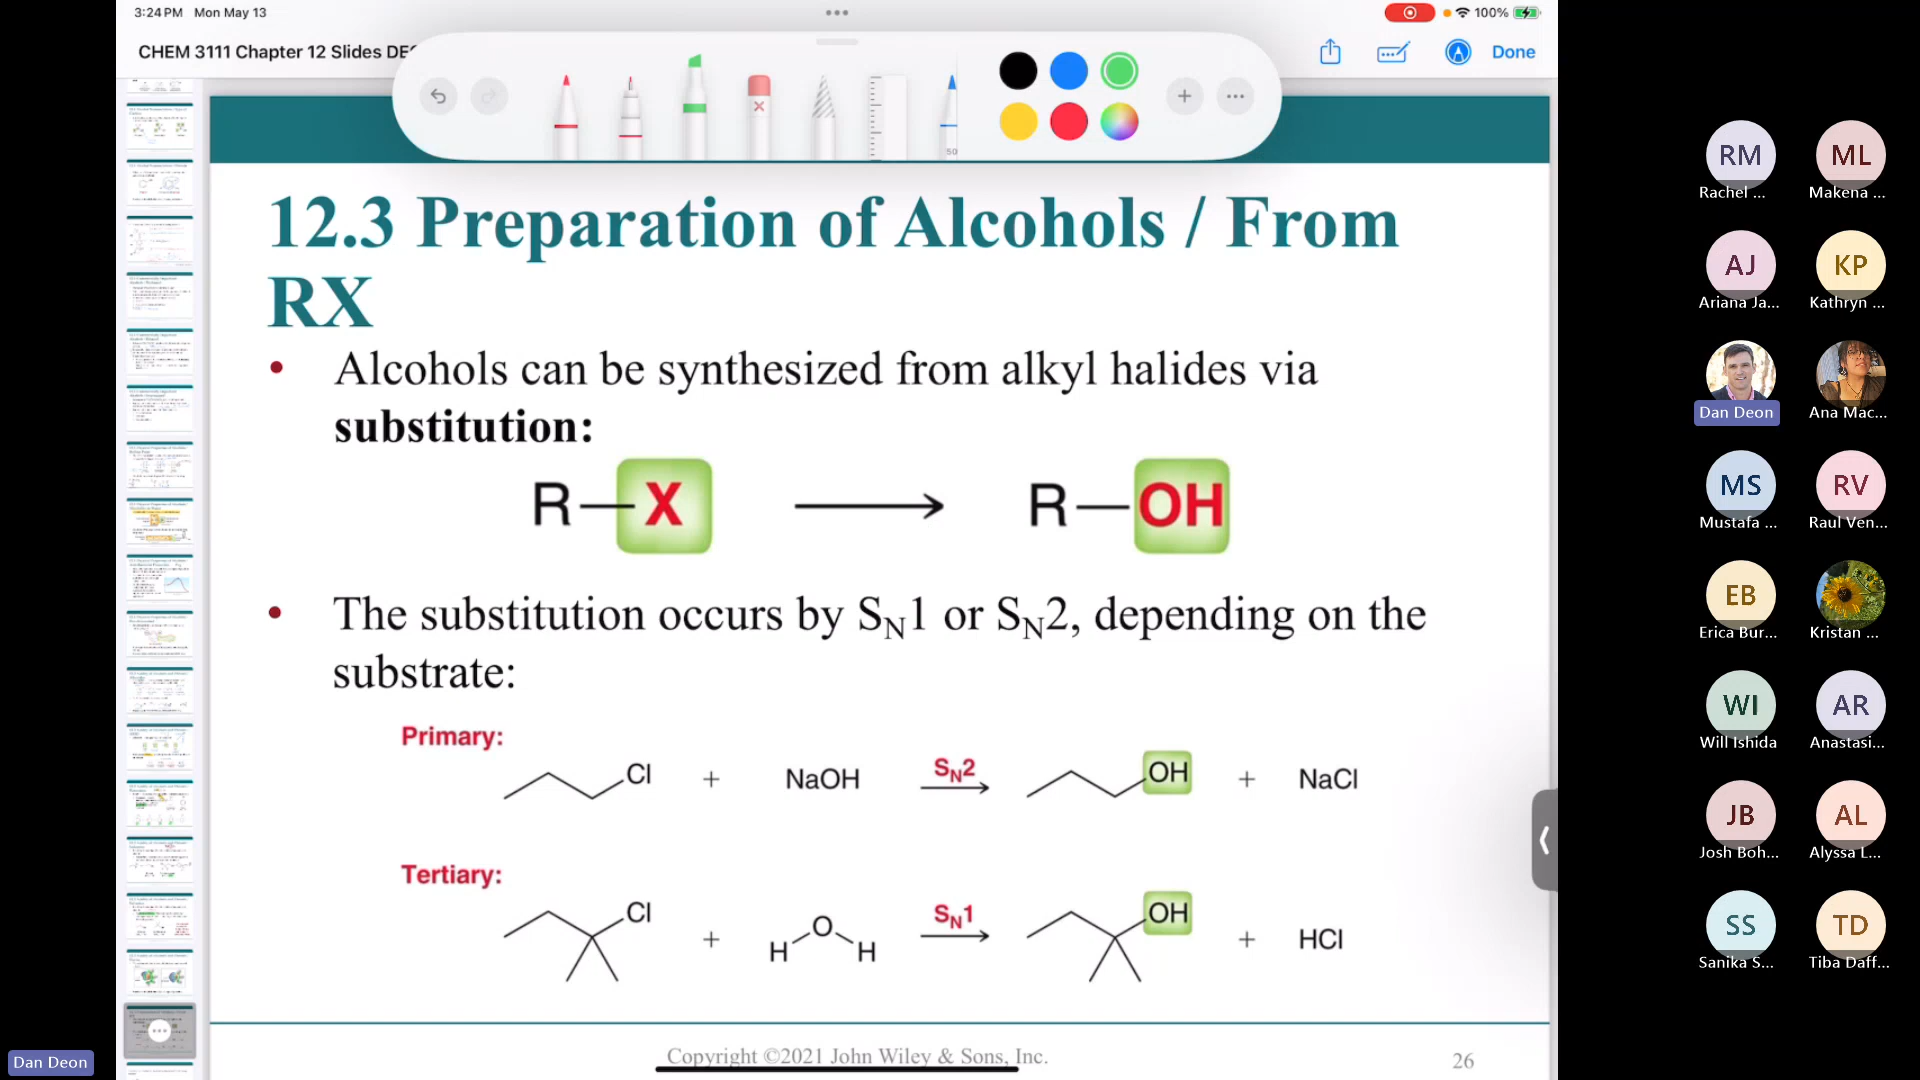 3:24 PM Mon May 13
100%
CHEM 3111 Chapter 12 Slides DE
Done
50
12.3 Preparation of Alcohols / From
RX
• Alcohols can be synthesized from alkyl halides via
substitution:
R—X → R—OH
• The substitution occurs by SN1 or SN2, depending on the
substrate:
Primary:
Cl + NaOH SN2 OH + NaCl
Tertiary:
Cl + H O H SN1 OH + HCl
Copyright ©2021 John Wiley & Sons, Inc.
26
Dan Deon
RM ML
Rachel ... Makena ...
AJ KP
Ariana Ja... Kathryn ...
Dan Deon Ana Mac...
MS RV
Mustafa ... Raul Ven...
EB
Erica Bur... Kristan ...
WI AR
Will Ishida Anastasi...
JB AL
Josh Boh... Alyssa L...
SS TD
Sanika S... Tiba Daff...